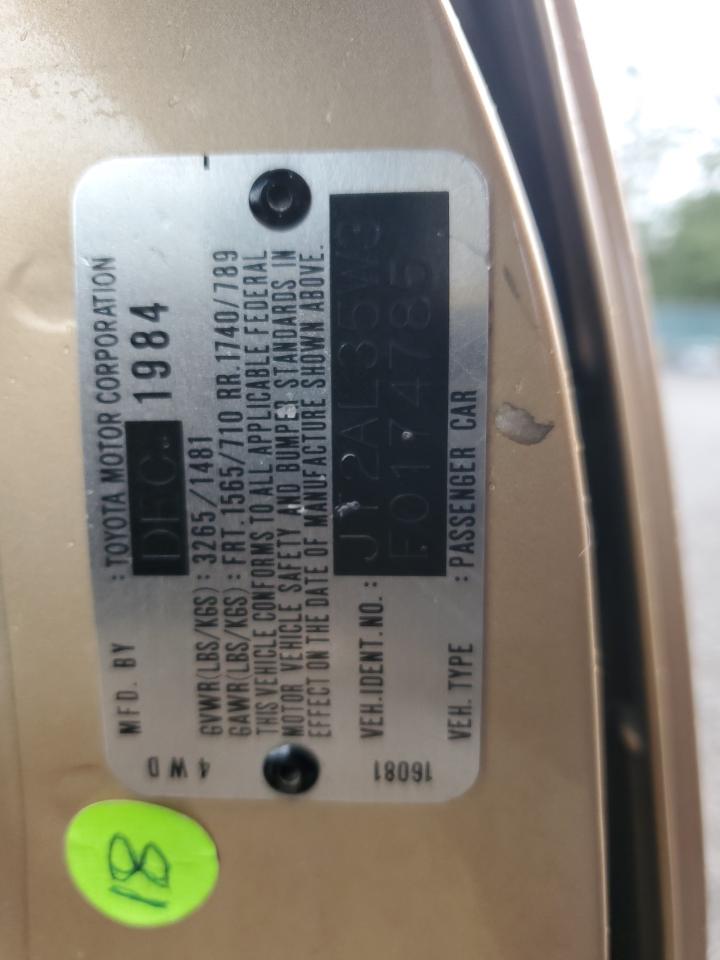 MFD. BY : TOYOTA MOTOR CORPORATION
DEC. 1984
GVWR(LBS/KGS) : 3265/1481
GAWR(LBS/KGS) : FRT. 1565/710 RR. 1740/789
THIS VEHICLE CONFORMS TO ALL APPLICABLE FEDERAL
MOTOR VEHICLE SAFETY AND BUMPER STANDARDS IN
EFFECT ON THE DATE OF MANUFACTURE SHOWN ABOVE.
VEH.IDENT.NO. : JT2AL35W3
F0174785
VEH. TYPE : PASSENGER CAR
4WD
16081
18